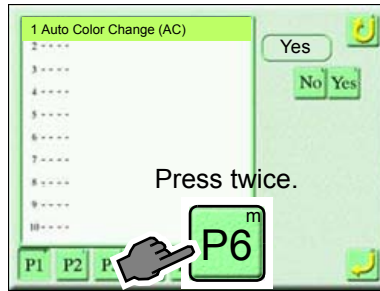 1 Auto Color Change (AC)
2 - - - -
3 - - - -
4 - - - -
5 - - - -
6 - - - -
7 - - - -
8 - - - -
9 - - - -
10 - - - -
Yes
No Yes
Press twice.
m
P6
P1 P2 P